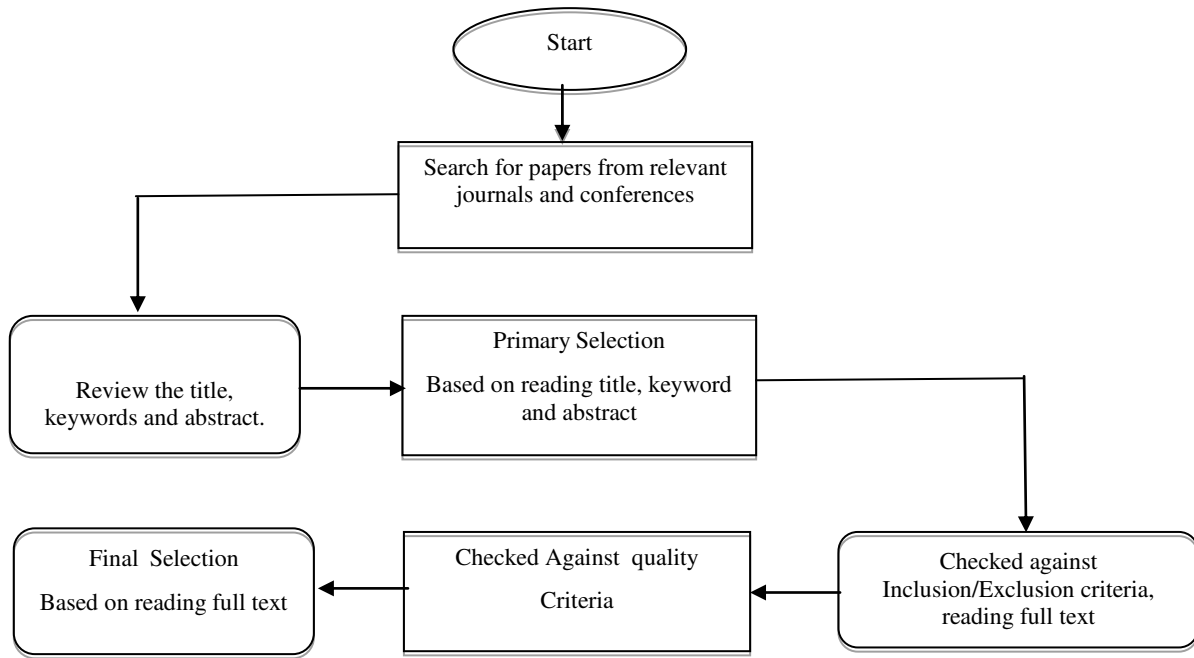 Start
Search for papers from relevant
journals and conferences
Review the title,
keywords and abstract.
Primary Selection
Based on reading title, keyword
and abstract
Checked against
Inclusion/Exclusion criteria,
reading full text
Checked Against quality
Criteria
Final Selection
Based on reading full text